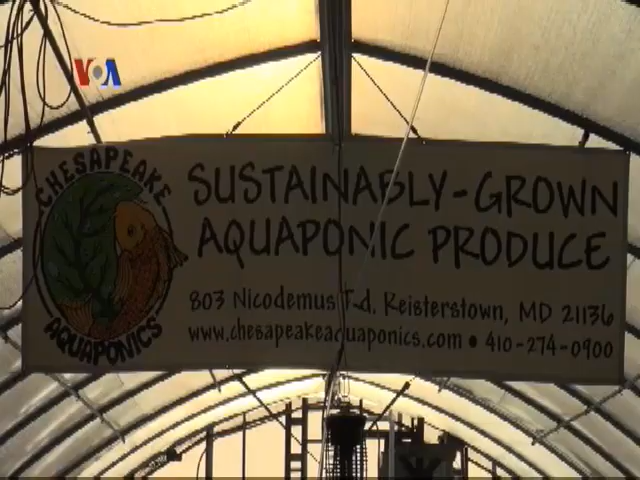 VOA
CHESAPEAKE
AQUAPONICS
SUSTAINABLY-GROWN
AQUAPONIC PRODUCE
803 Nicodemus Rd. Reisterstown, MD 21136
www.chesapeakeaquaponics.com • 410-274-0900